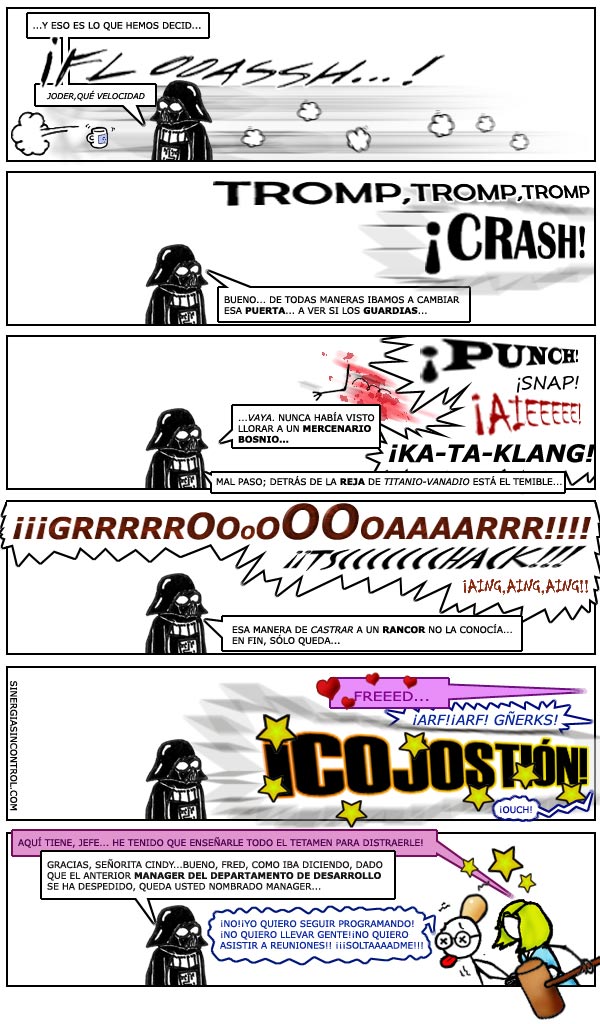 ...Y ESO ES LO QUE HEMOS DECID...
¡FLOOOASSH...!
JODER,QUÉ VELOCIDAD
TROMP,TROMP,TROMP
¡CRASH!
BUENO... DE TODAS MANERAS IBAMOS A CAMBIAR
ESA PUERTA... A VER SI LOS GUARDIAS...
¡PUNCH!
¡SNAP!
¡AIEEEEE!
...VAYA. NUNCA HABÍA VISTO
LLORAR A UN MERCENARIO
BOSNIO...
¡KA-TA-KLANG!
MAL PASO; DETRÁS DE LA REJA DE TITANIO-VANADIO ESTÁ EL TEMIBLE...
¡¡¡GRRRRROOOOOOOAAAARRR!!!!
¡¡TSUUUUUUHACK!!!
¡AING,AING,AING!!
ESA MANERA DE CASTRAR A UN RANCOR NO LA CONOCÍA...
EN FIN, SÓLO QUEDA...
SINERGIASINCONTROL.COM
FREEED...
¡ARF!¡ARF! GÑERKS!
¡COJOSTIÓN!
¡OUCH!
AQUÍ TIENE, JEFE... HE TENIDO QUE ENSEÑARLE TODO EL TETAMEN PARA DISTRAERLE!
GRACIAS, SEÑORITA CINDY...BUENO, FRED, COMO IBA DICIENDO, DADO
QUE EL ANTERIOR MANAGER DEL DEPARTAMENTO DE DESARROLLO
SE HA DESPEDIDO, QUEDA USTED NOMBRADO MANAGER...
¡NO!¡YO QUIERO SEGUIR PROGRAMANDO!
¡NO QUIERO LLEVAR GENTE!¡NO QUIERO
ASISTIR A REUNIONES!! ¡¡¡SOLTAAAADME!!!